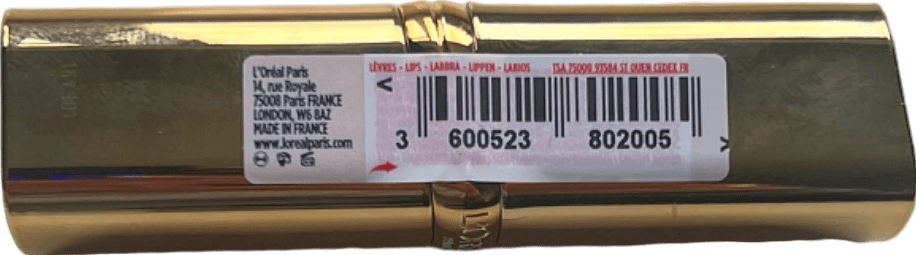 L'Oréal Paris
14, rue Royale
75008 Paris FRANCE
LONDON, W6 8AZ
MADE IN FRANCE
www.lorealparis.com
LÈVRES - LIPS - LABBRA - LIPPEN - LABIOS
TSA 75000 93584 ST OUEN CEDEX FR
< 
3 600523 802005 >
L'OR